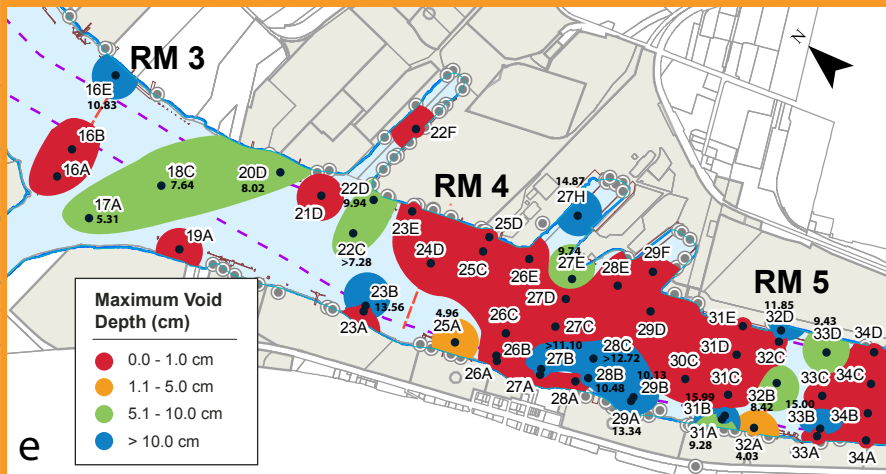 RM 3
N
16E
10.83
16B
16A
22F
18C
7.64
20D
8.02
17A
5.31
21D
22D
9.94
RM 4
14.87
27H
23E
25D
19A
22C
>7.28
24D
25C
26E
9.74
27E
28E
29F
RM 5
Maximum Void
Depth (cm)
0.0 - 1.0 cm
1.1 - 5.0 cm
5.1 - 10.0 cm
> 10.0 cm
23B
13.56
23A
4.96
25A
26C
27D
27C
29D
31E
11.85
32D
9.43
33D
34D
26B
26A
>11.10
27B
28C
>12.72
31D
32C
27A
28A
28B
10.48
10.13
29B
30C
31C
33C
34C
29A
13.34
15.99
31B
32B
8.42
15.00
33B
34B
31A
9.28
32A
4.03
33A
34A
e